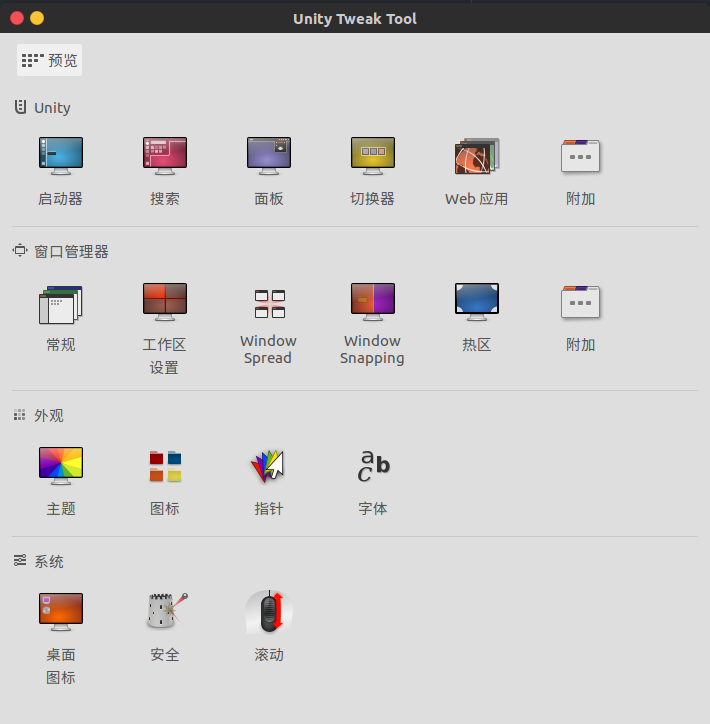 Unity Tweak Tool
预览
Unity
启动器
搜索
面板
切换器
Web 应用
附加
窗口管理器
常规
工作区
设置
Window
Spread
Window
Snapping
热区
附加
外观
主题
图标
指针
字体
系统
桌面
图标
安全
滚动